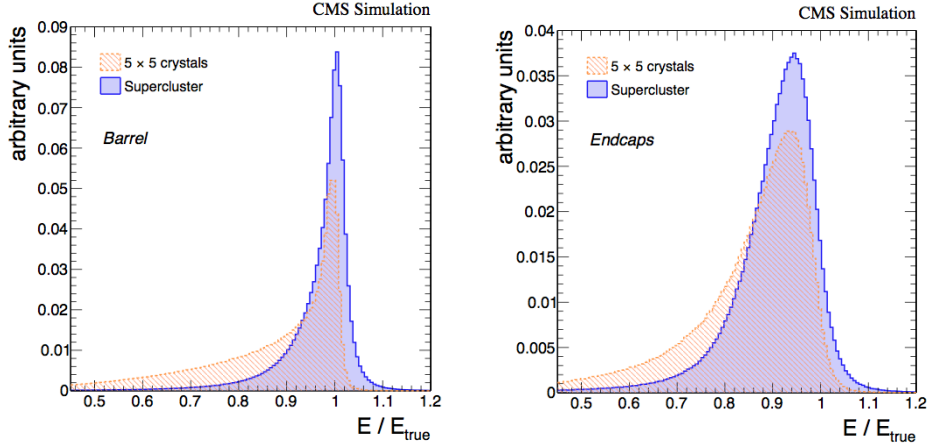 CMS Simulation
arbitrary units
0.09
0.08
0.07
0.06
0.05
0.04
0.03
0.02
0.01
0
5 × 5 crystals
Supercluster
Barrel
0.5 0.6 0.7 0.8 0.9 1 1.1 1.2
E / E_true
CMS Simulation
arbitrary units
0.04
0.035
0.03
0.025
0.02
0.015
0.01
0.005
0
5 × 5 crystals
Supercluster
Endcaps
0.5 0.6 0.7 0.8 0.9 1 1.1 1.2
E / E_true